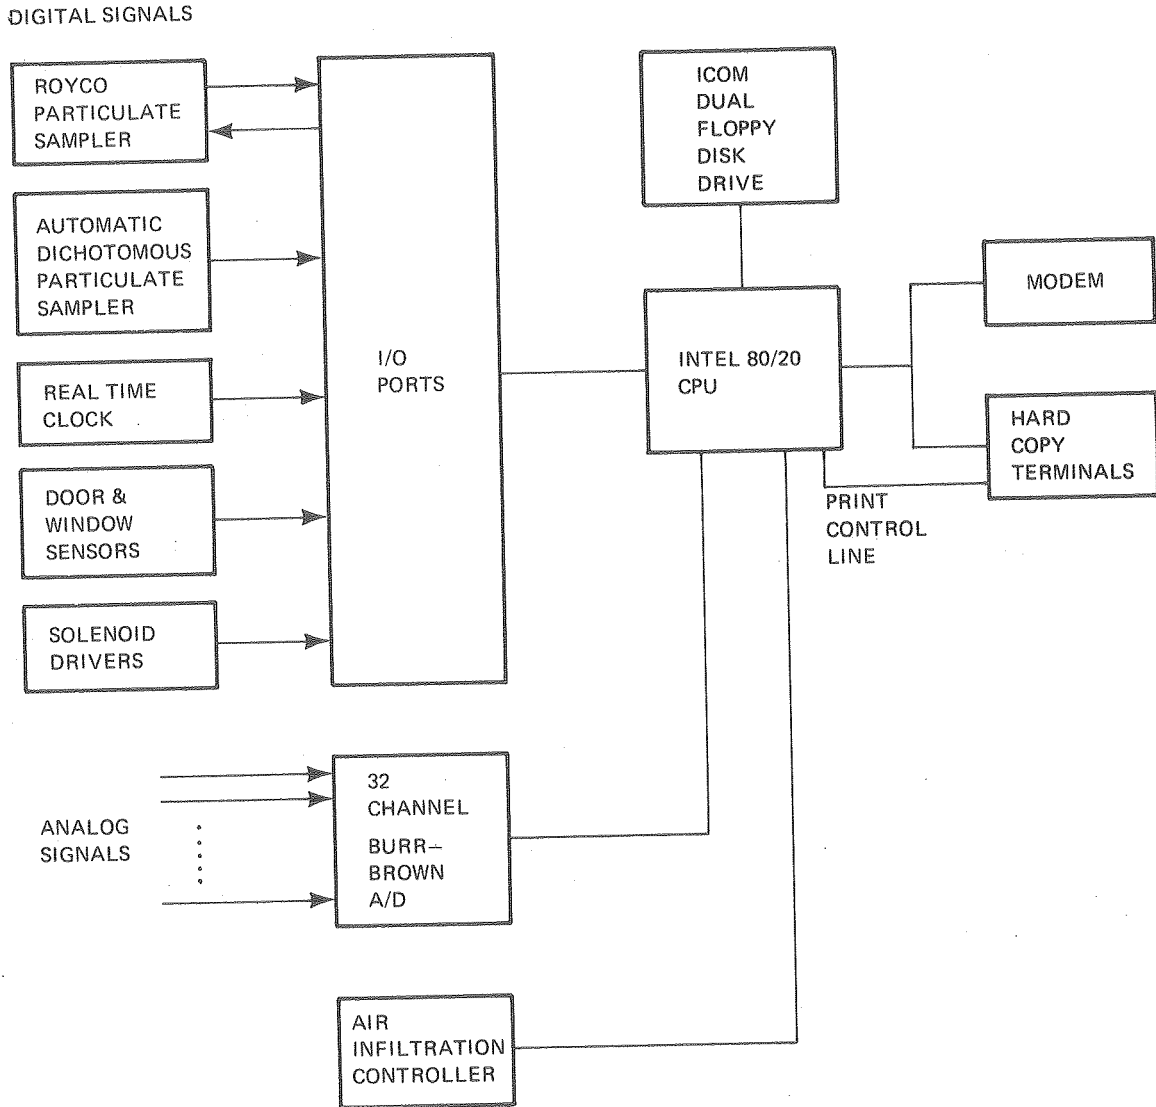 DIGITAL SIGNALS
ROYCO
PARTICULATE
SAMPLER
AUTOMATIC
DICHOTOMOUS
PARTICULATE
SAMPLER
REAL TIME
CLOCK
DOOR &
WINDOW
SENSORS
SOLENOID
DRIVERS
I/O
PORTS
ICOM
DUAL
FLOPPY
DISK
DRIVE
INTEL 80/20
CPU
MODEM
HARD
COPY
TERMINALS
PRINT
CONTROL
LINE
ANALOG
SIGNALS
32
CHANNEL
BURR–
BROWN
A/D
AIR
INFILTRATION
CONTROLLER